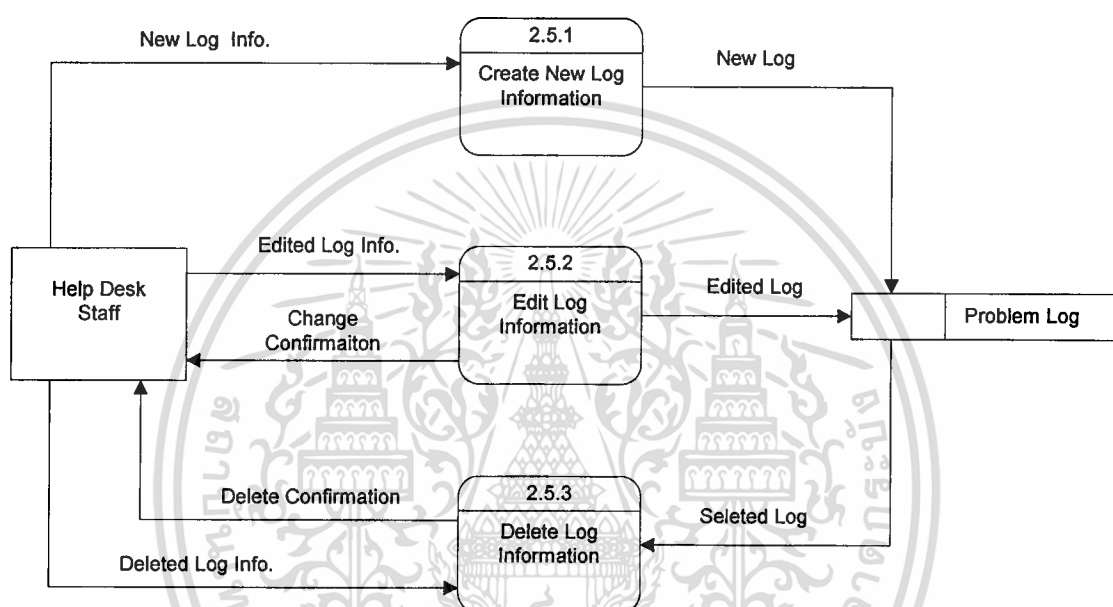 2.5.1
New Log Info.
Create New Log
Information
New Log
Help Desk
Staff
Edited Log Info.
Change
Confirmaiton
2.5.2
Edit Log
Information
Edited Log
Problem Log
Delete Confirmation
Deleted Log Info.
2.5.3
Delete Log
Information
Seleted Log